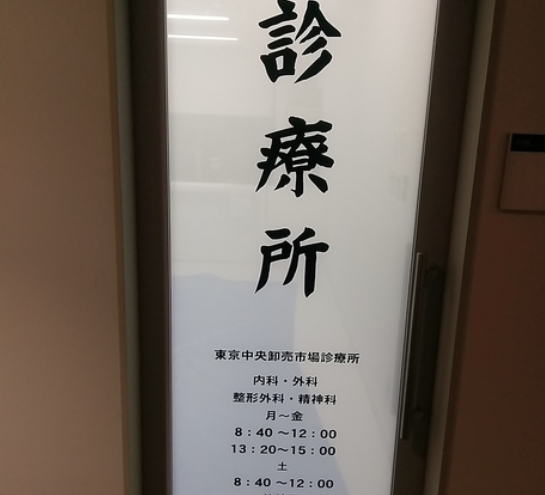 診療所
東京中央卸売市場診療所
内科・外科
整形外科・精神科
月～金
8：40～12：00
13：20～15：00
土
8：40～12：00